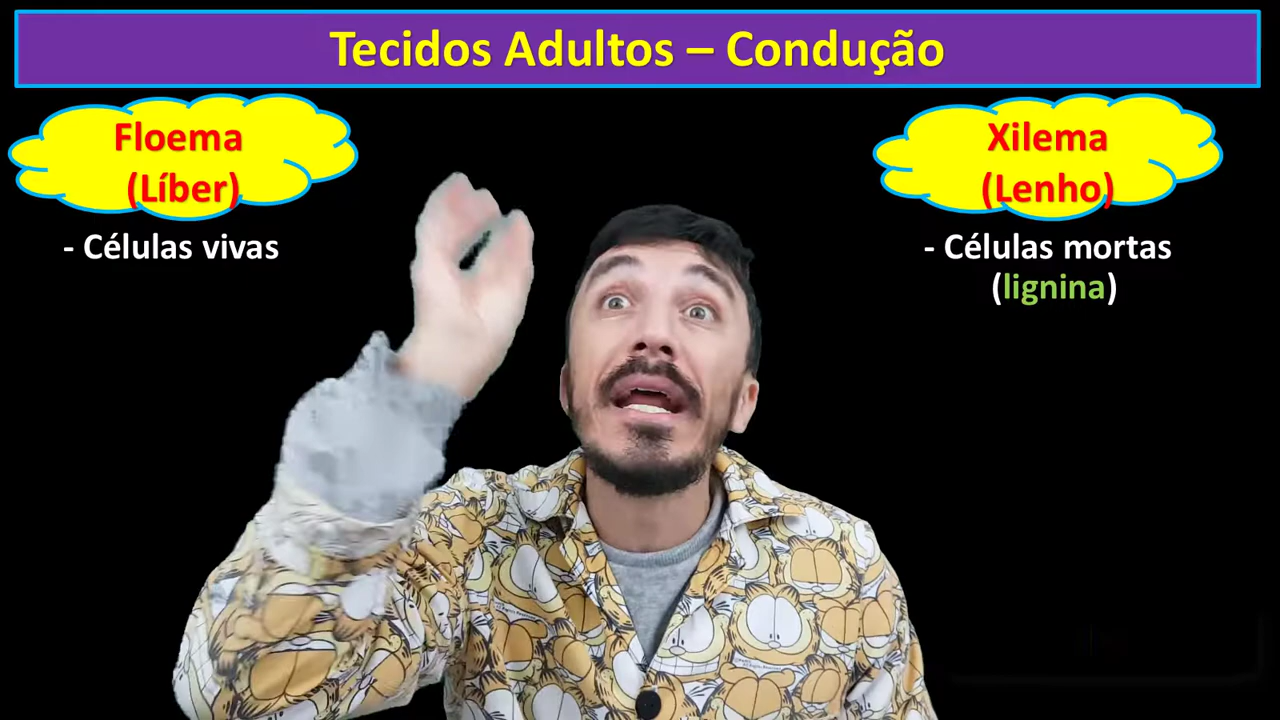 Tecidos Adultos – Condução
Floema
(Líber)
- Células vivas
Xilema
(Lenho)
- Células mortas
(lignina)